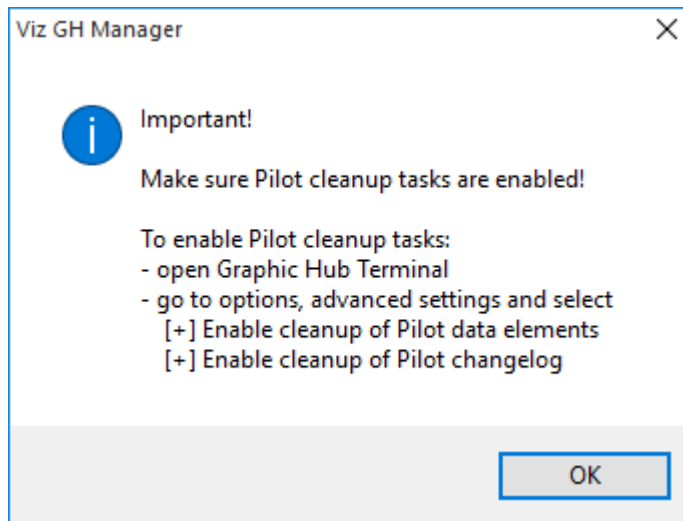 Viz GH Manager
Important!
Make sure Pilot cleanup tasks are enabled!
To enable Pilot cleanup tasks:
- open Graphic Hub Terminal
- go to options, advanced settings and select
[+] Enable cleanup of Pilot data elements
[+] Enable cleanup of Pilot changelog
OK